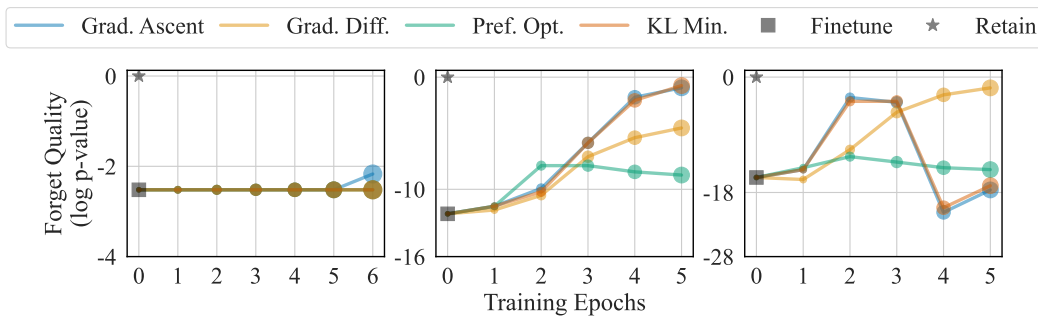 Grad. Ascent Grad. Diff. Pref. Opt. KL Min. Finetune Retain
Forget Quality
(log p-value)
0
-2
-4
0 1 2 3 4 5 6
0
-10
-16
0 1 2 3 4 5
0
-18
-28
0 1 2 3 4 5
Training Epochs